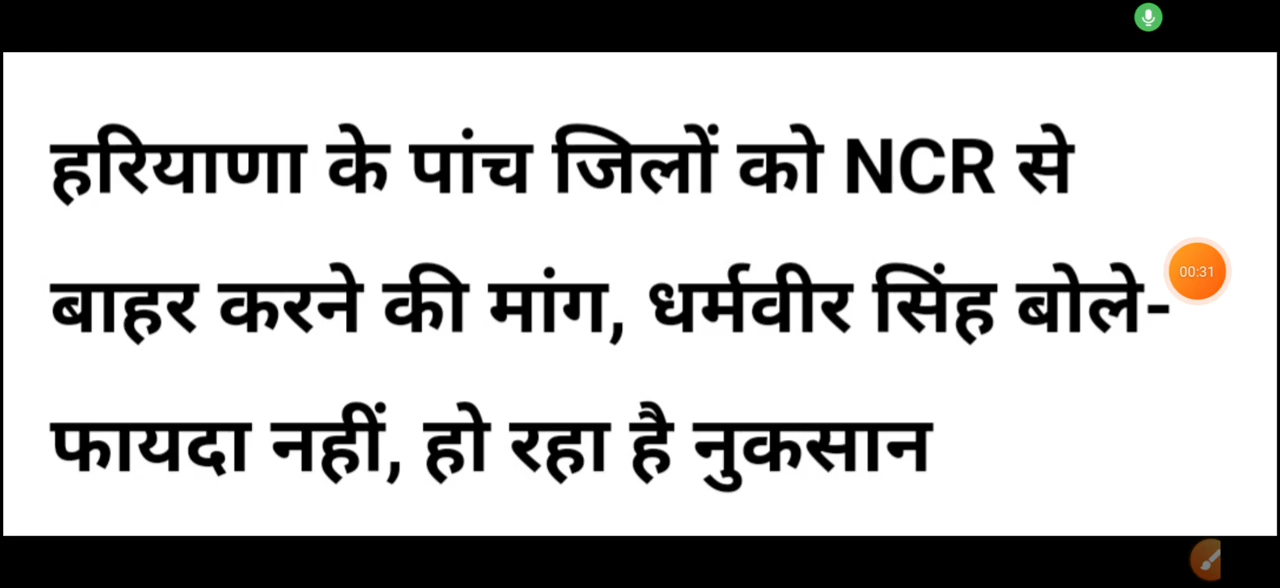 हरियाणा के पांच जिलों को NCR से
बाहर करने की मांग, धर्मवीर सिंह बोले-
00:31
फायदा नहीं, हो रहा है नुकसान